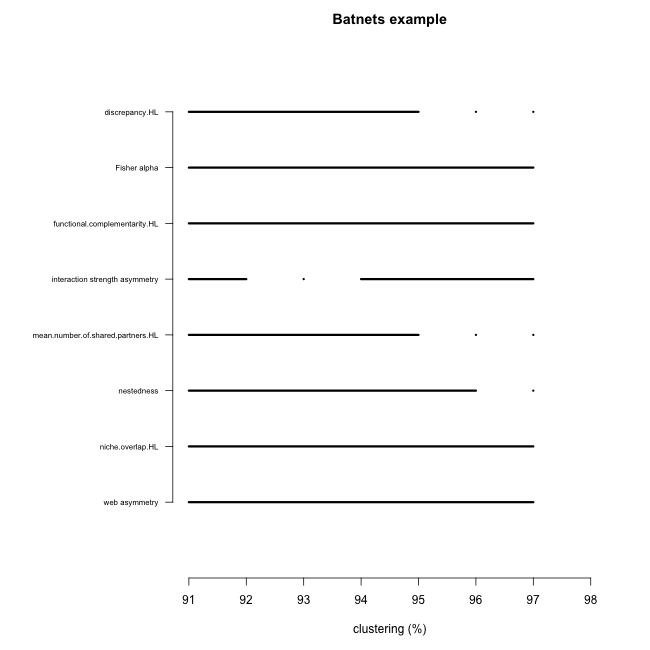 Batnets example
discrepancy.HL
Fisher alpha
functional.complementarity.HL
interaction strength asymmetry
mean.number.of.shared.partners.HL
nestedness
niche.overlap.HL
web asymmetry
91 92 93 94 95 96 97 98
clustering (%)